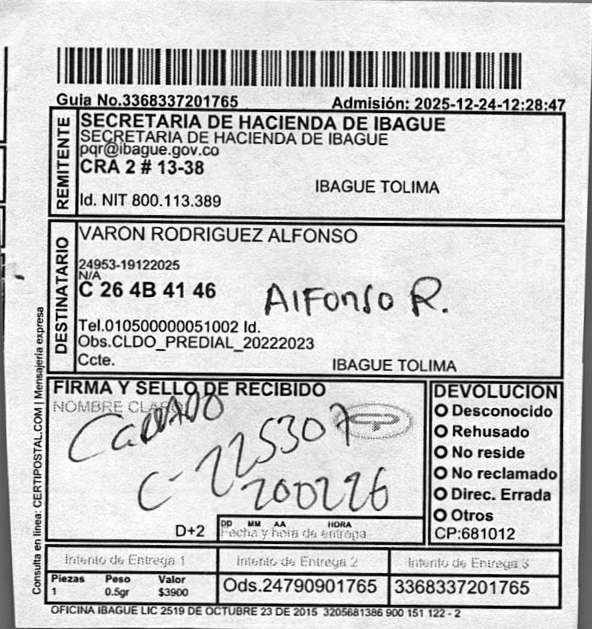 Guia No.3368337201765 Admisión: 2025-12-24-12:28:47
REMITENTE
SECRETARIA DE HACIENDA DE IBAGUE
SECRETARIA DE HACIENDA DE IBAGUE
pqr@ibague.gov.co
CRA 2 # 13-38
IBAGUE TOLIMA
Id. NIT 800.113.389
DESTINATARIO
VARON RODRIGUEZ ALFONSO
24953-19122025
N/A
C 26 4B 41 46
Alfonso R.
Tel.010500000051002 Id.
Obs.CLDO_PREDIAL_20222023
Ccte. IBAGUE TOLIMA
Consulta en linea: CERTIPOSTAL.COM | Mensajeria expresa
FIRMA Y SELLO DE RECIBIDO
NOMBRE CLARO
C-225307
200226
D+2
DD MM AA HORA
Fecha y hora de entrega
DEVOLUCION
Desconocido
Rehusado
No reside
No reclamado
Direc. Errada
Otros
CP:681012
Intento de Entrega 1 Intento de Entrega 2 Intento de Entrega 3
Piezas Peso Valor
1 0.5gr $3900
Ods.24790901765 3368337201765
OFICINA IBAGUE LIC 2519 DE OCTUBRE 23 DE 2015 3205681386 900 151 122 - 2